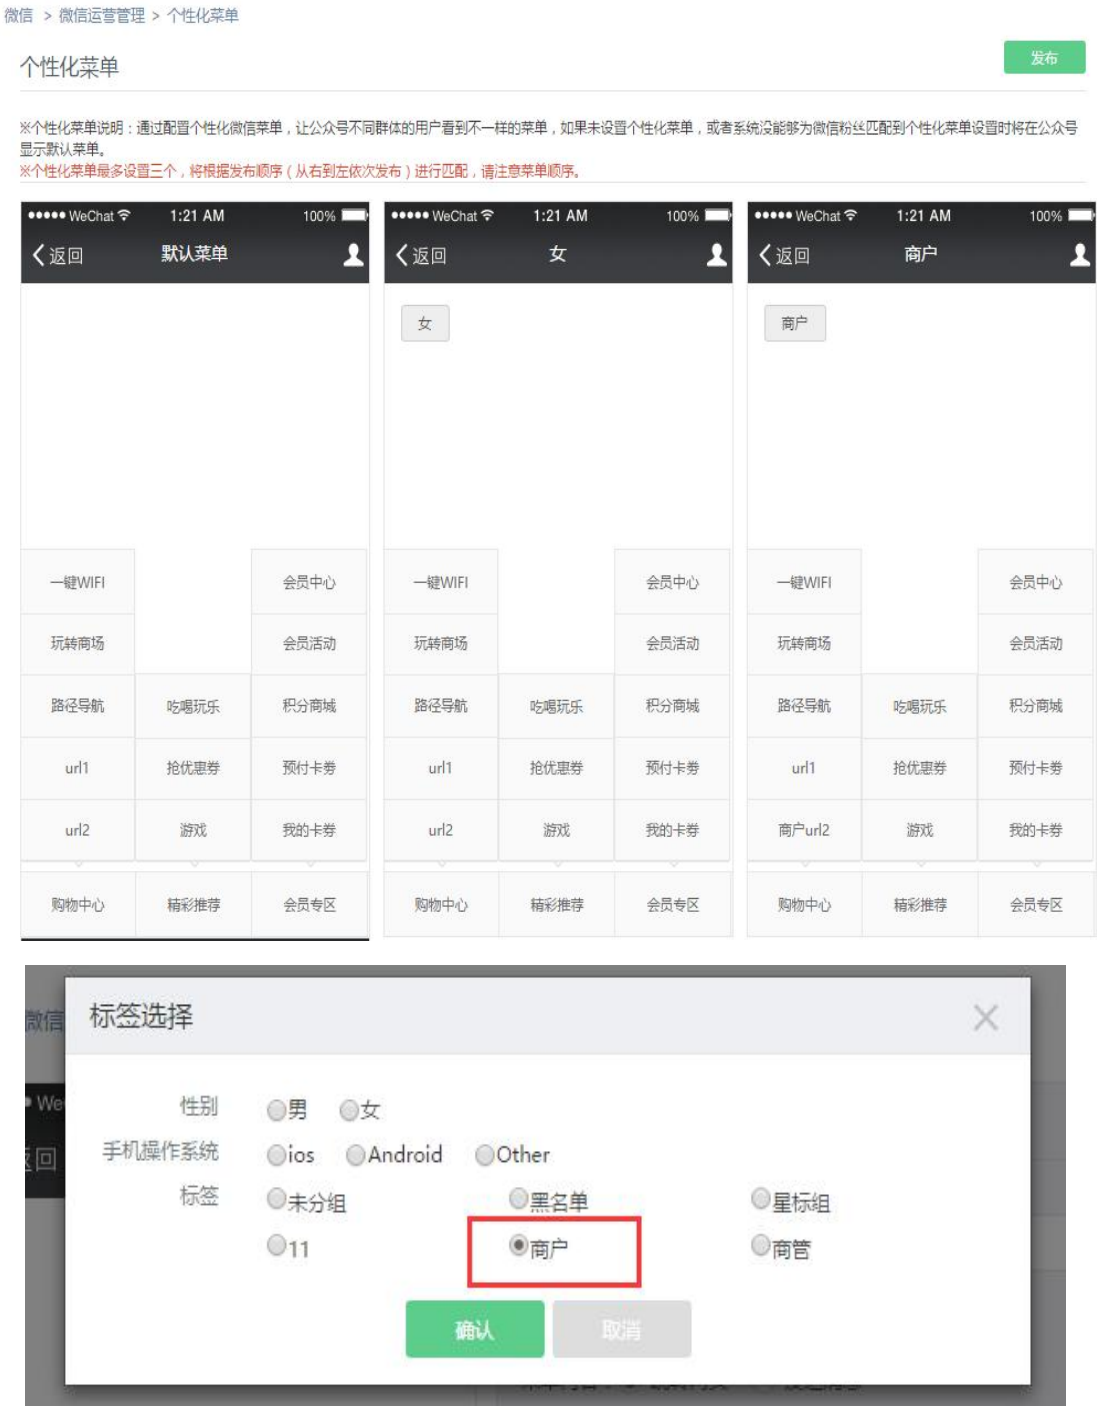 微信 > 微信运营管理 > 个性化菜单
个性化菜单
发布
※个性化菜单说明：通过配置个性化微信菜单，让公众号不同群体的用户看到不一样的菜单，如果未设置个性化菜单，或者系统没能够为微信粉丝匹配到个性化菜单设置时将在公众号
显示默认菜单。
※个性化菜单最多设置三个，将根据发布顺序（从右到左依次发布）进行匹配，请注意菜单顺序。
WeChat 1:21 AM 100%
返回 默认菜单
一键WIFI 会员中心
玩转商场 会员活动
路径导航 吃喝玩乐 积分商城
url1 抢优惠券 预付卡劵
url2 游戏 我的卡券
购物中心 精彩推荐 会员专区
WeChat 1:21 AM 100%
返回 女
女
一键WIFI 会员中心
玩转商场 会员活动
路径导航 吃喝玩乐 积分商城
url1 抢优惠券 预付卡劵
url2 游戏 我的卡券
购物中心 精彩推荐 会员专区
WeChat 1:21 AM 100%
返回 商户
商户
一键WIFI 会员中心
玩转商场 会员活动
路径导航 吃喝玩乐 积分商城
url1 抢优惠券 预付卡劵
商户url2 游戏 我的卡券
购物中心 精彩推荐 会员专区
微信
We
回
标签选择
性别 男 女
手机操作系统 ios Android Other
标签 未分组 黑名单 星标组
11 商户 商管
确认 取消